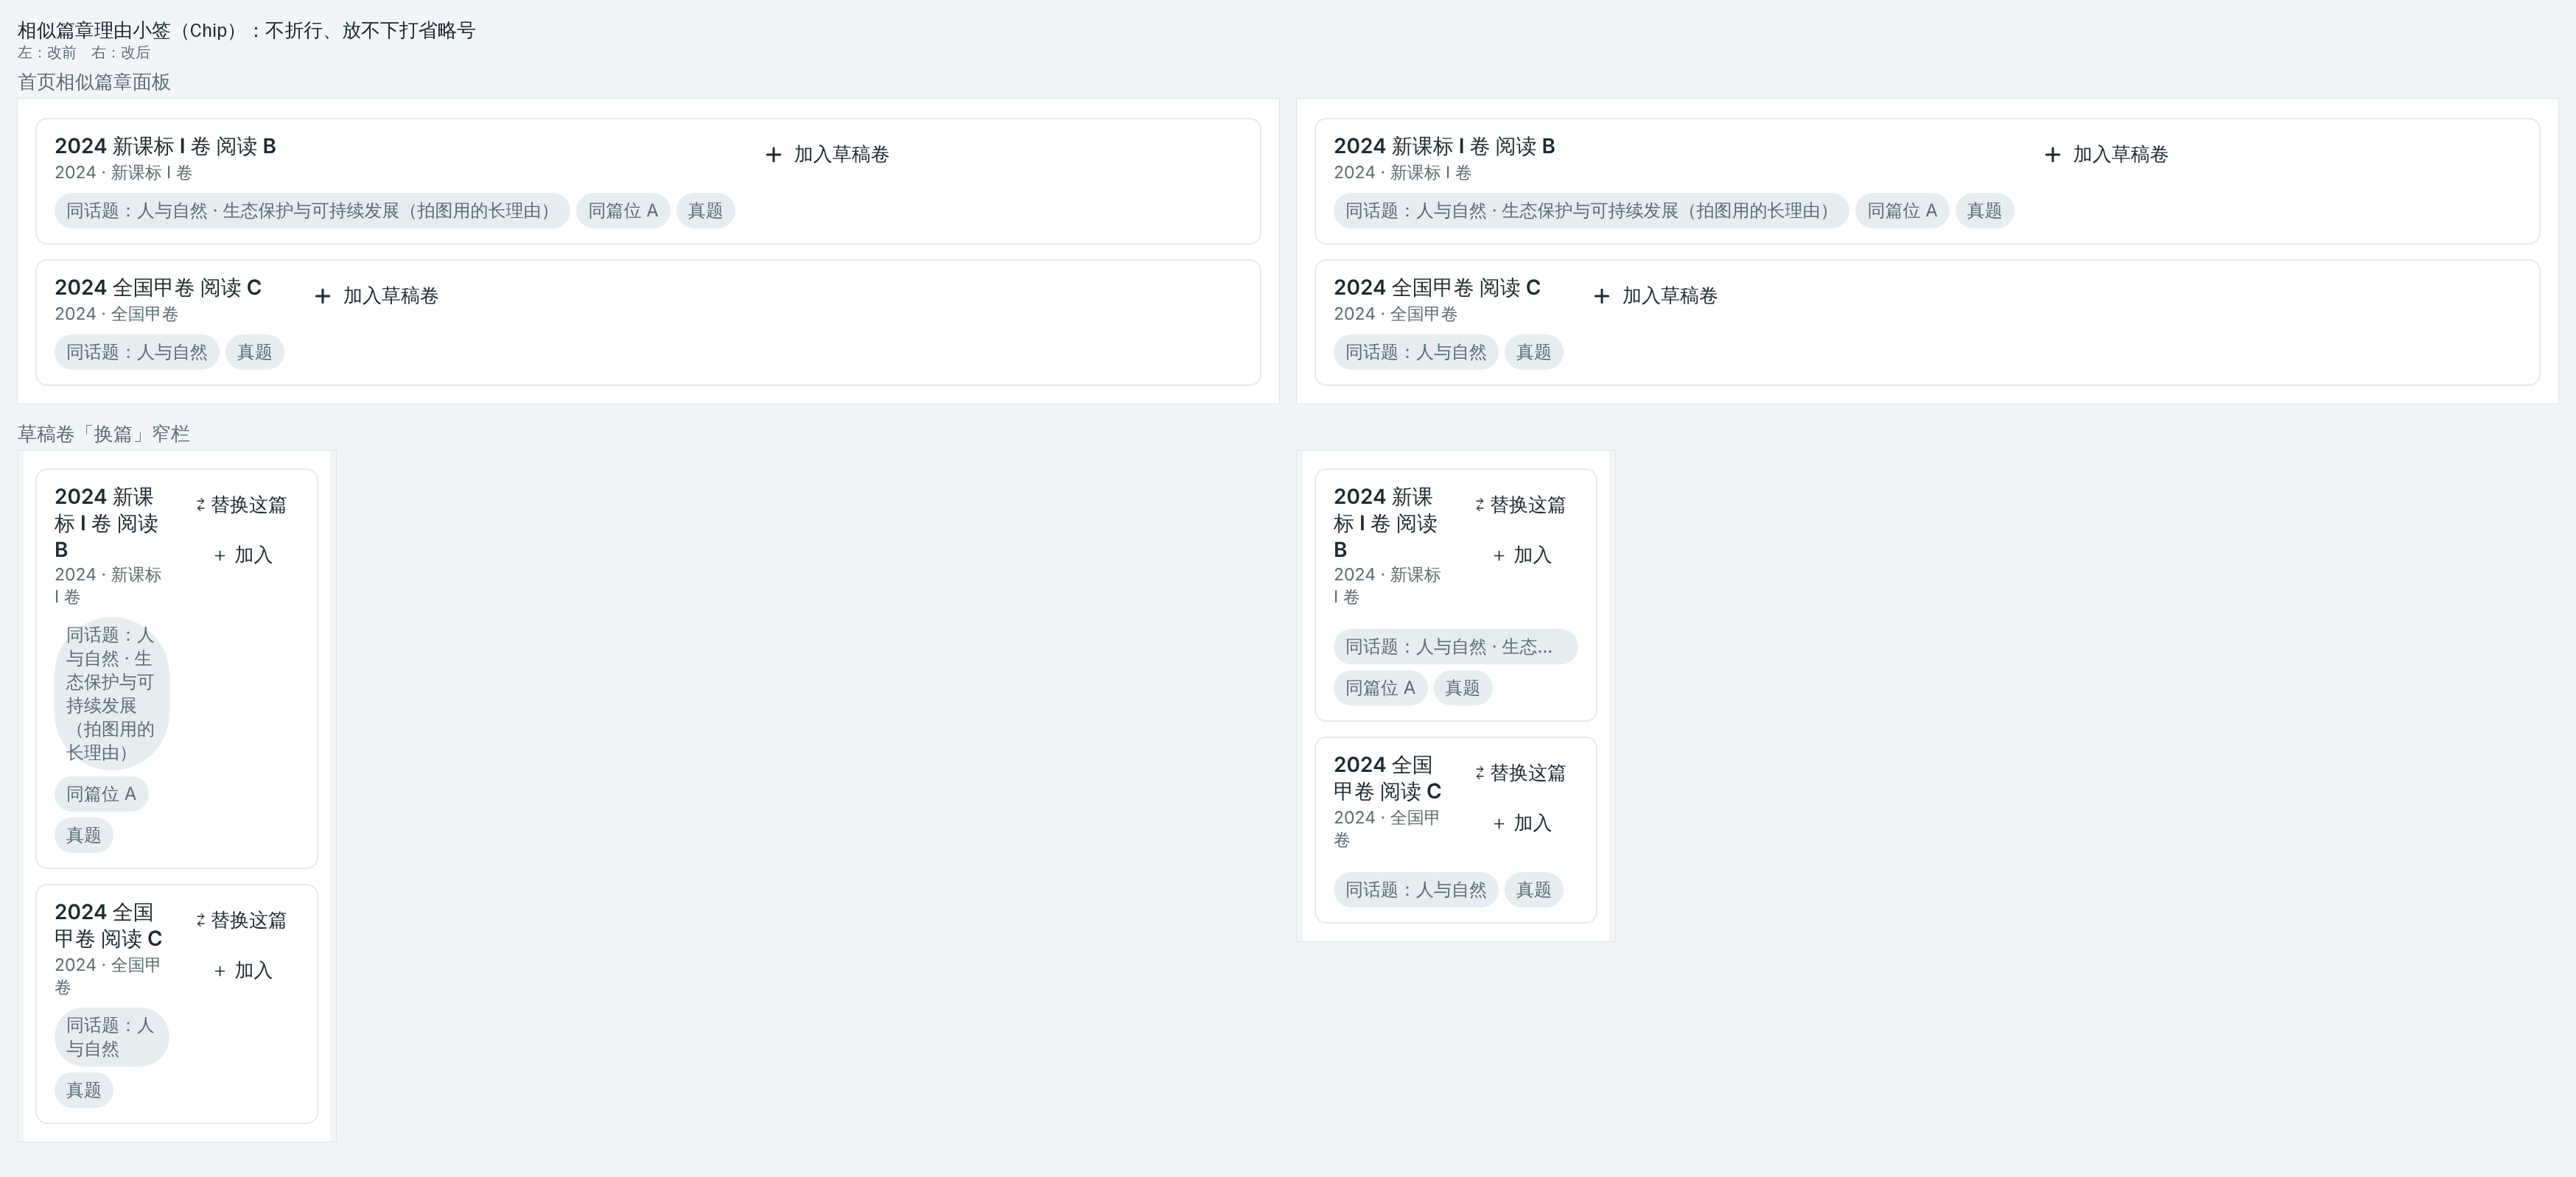 相似篇章理由小签（Chip）：不折行、放不下打省略号
左：改前　右：改后
首页相似篇章面板
2024 新课标 I 卷 阅读 B
+ 加入草稿卷
2024 · 新课标 I 卷
同话题：人与自然 · 生态保护与可持续发展（拍图用的长理由） 同篇位 A 真题
2024 全国甲卷 阅读 C
+ 加入草稿卷
2024 · 全国甲卷
同话题：人与自然 真题
2024 新课标 I 卷 阅读 B
+ 加入草稿卷
2024 · 新课标 I 卷
同话题：人与自然 · 生态保护与可持续发展（拍图用的长理由） 同篇位 A 真题
2024 全国甲卷 阅读 C
+ 加入草稿卷
2024 · 全国甲卷
同话题：人与自然 真题
草稿卷「换篇」窄栏
2024 新课
标 I 卷 阅读
B
2024 · 新课标
I 卷
⇄ 替换这篇
+ 加入
同话题：人
与自然 · 生
态保护与可
持续发展
（拍图用的
长理由）
同篇位 A
真题
2024 全国
甲卷 阅读 C
2024 · 全国甲
卷
⇄ 替换这篇
+ 加入
同话题：人
与自然
真题
2024 新课
标 I 卷 阅读
B
2024 · 新课标
I 卷
⇄ 替换这篇
+ 加入
同话题：人与自然 · 生态...
同篇位 A 真题
2024 全国
甲卷 阅读 C
2024 · 全国甲
卷
⇄ 替换这篇
+ 加入
同话题：人与自然 真题